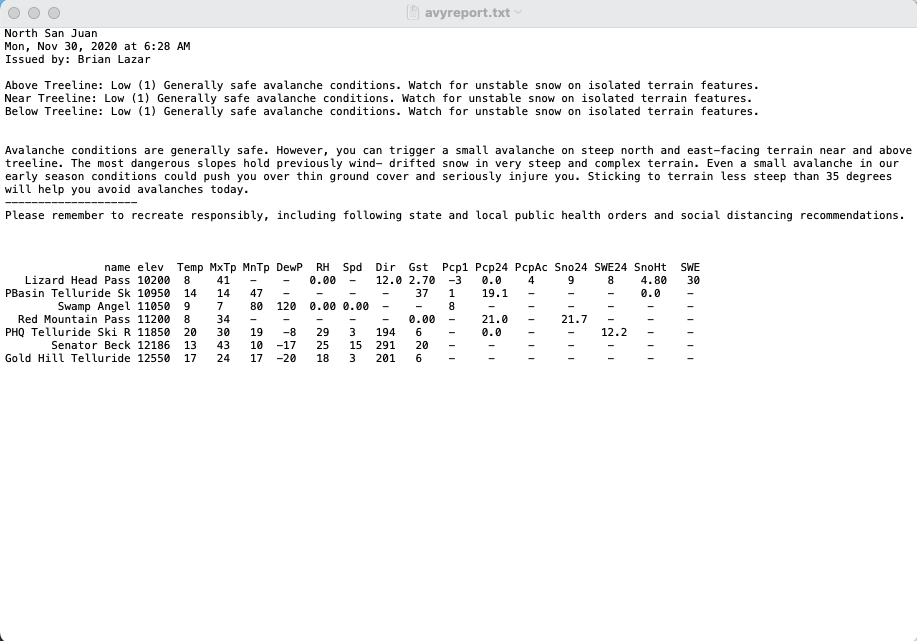 avyreport.txt
North San Juan
Mon, Nov 30, 2020 at 6:28 AM
Issued by: Brian Lazar
Above Treeline: Low (1) Generally safe avalanche conditions. Watch for unstable snow on isolated terrain features.
Near Treeline: Low (1) Generally safe avalanche conditions. Watch for unstable snow on isolated terrain features.
Below Treeline: Low (1) Generally safe avalanche conditions. Watch for unstable snow on isolated terrain features.
Avalanche conditions are generally safe. However, you can trigger a small avalanche on steep north and east-facing terrain near and above
treeline. The most dangerous slopes hold previously wind- drifted snow in very steep and complex terrain. Even a small avalanche in our
early season conditions could push you over thin ground cover and seriously injure you. Sticking to terrain less steep than 35 degrees
will help you avoid avalanches today.
--------------------
Please remember to recreate responsibly, including following state and local public health orders and social distancing recommendations.
name elev Temp MxTp MnTp DewP RH Spd Dir Gst Pcp1 Pcp24 PcpAc Sno24 SWE24 SnoHt SWE
Lizard Head Pass 10200 8 41 - - 0.00 - 12.0 2.70 -3 0.0 4 9 8 4.80 30
PBasin Telluride Sk 10950 14 14 47 - - - - 37 1 19.1 - - - 0.0 -
Swamp Angel 11050 9 7 80 120 0.00 0.00 - - 8 - - - - - -
Red Mountain Pass 11200 8 34 - - - - - 0.00 - 21.0 - 21.7 - - -
PHQ Telluride Ski R 11850 20 30 19 -8 29 3 194 6 - 0.0 - - 12.2 - -
Senator Beck 12186 13 43 10 -17 25 15 291 20 - - - - - - -
Gold Hill Telluride 12550 17 24 17 -20 18 3 201 6 - - - - - - -